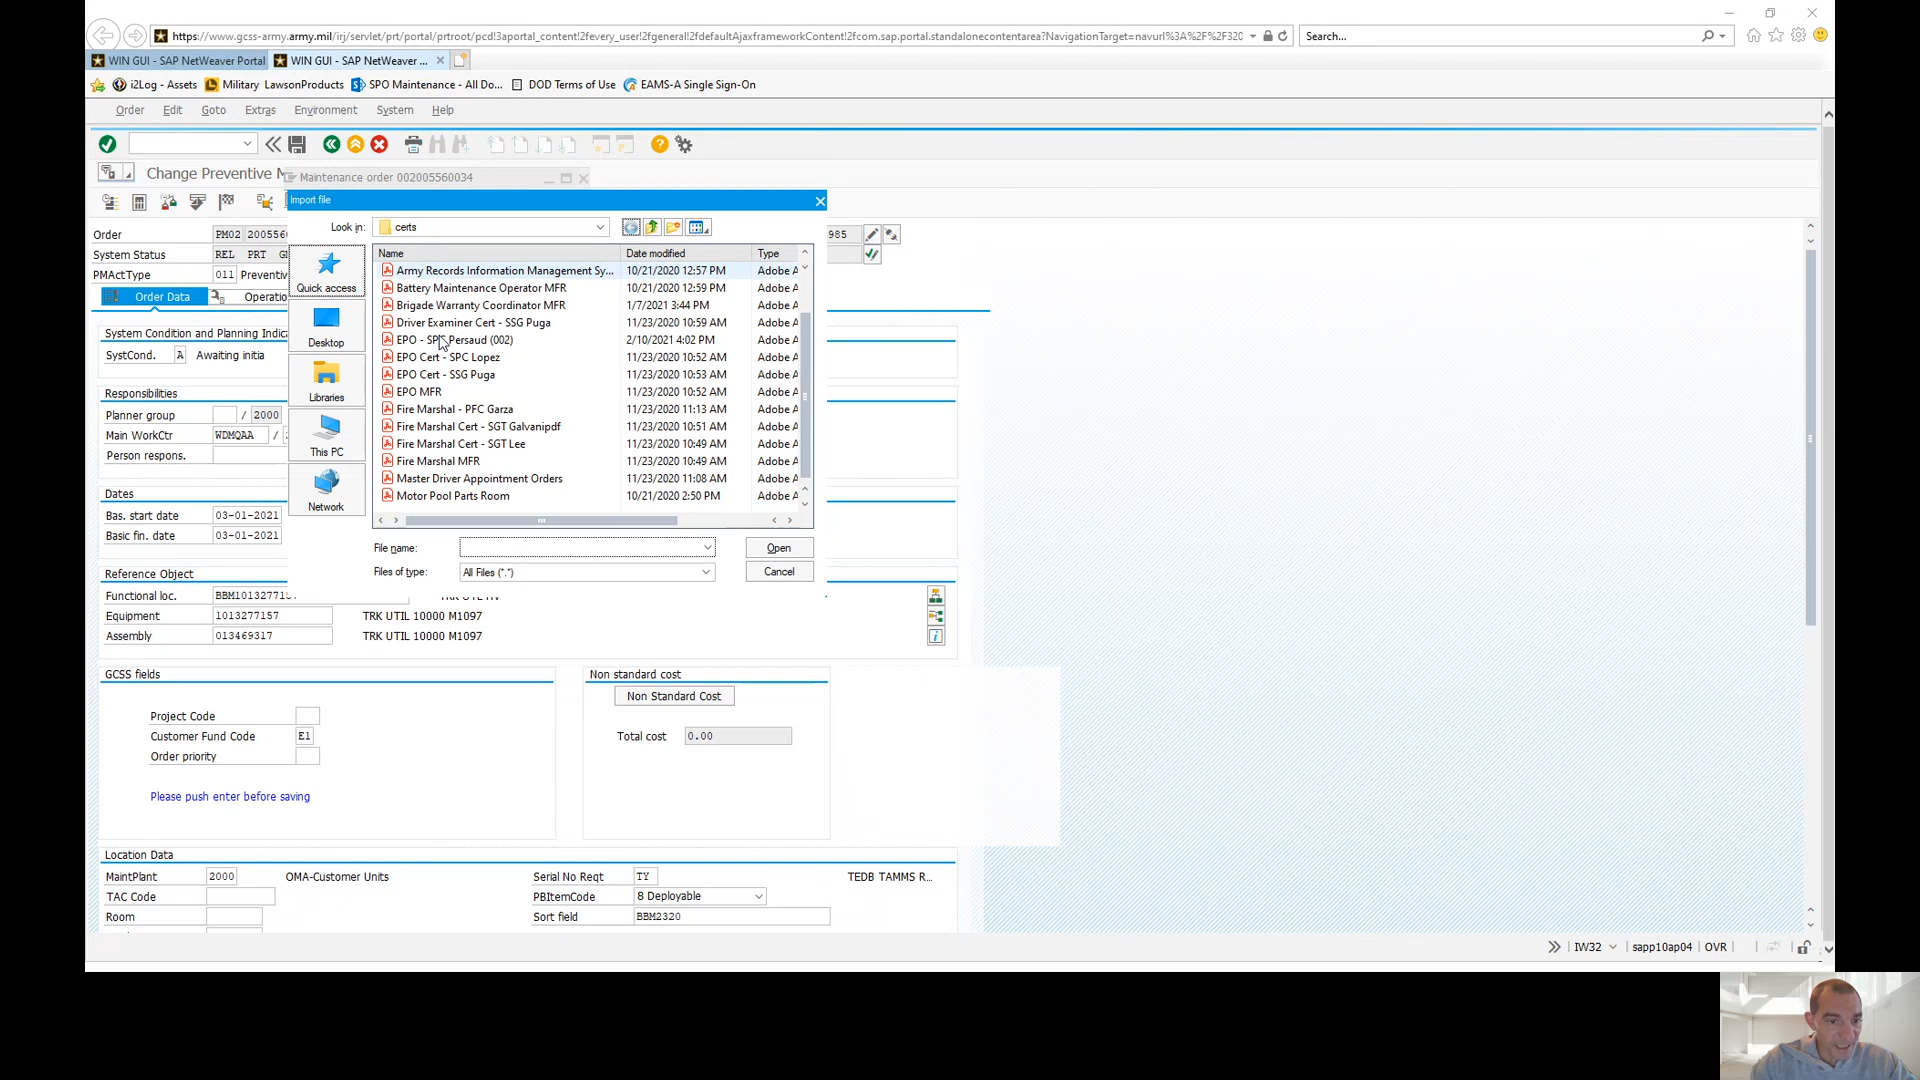 https://www.gcss-army.army.mil/irj/servlet/prt/portal/prtroot/pcd!3aportal_content!2fevery_user!2fgeneral!2fdefaultAjaxframeworkContent!2fcom.sap.portal.standalonecontentarea?NavigationTarget=navurl%3A%2F%2F320
Search...
WIN GUI - SAP NetWeaver Portal
WIN GUI - SAP NetWeaver ...
i2Log - Assets
Military LawsonProducts
SPO Maintenance - All Do...
DOD Terms of Use
EAMS-A Single Sign-On
Order Edit Goto Extras Environment System Help
Change Preventive M
Maintenance order 002005560034
Import file
Look in: certs
Order PM02 200556 985
System Status REL PRT
PMActType 011 Preventiv
Order Data Operatio
Name Date modified Type
Army Records Information Management Sy... 10/21/2020 12:57 PM Adobe A
Battery Maintenance Operator MFR 10/21/2020 12:59 PM Adobe A
Brigade Warranty Coordinator MFR 1/7/2021 3:44 PM Adobe A
Driver Examiner Cert - SSG Puga 11/23/2020 10:59 AM Adobe A
EPO - SPC Persaud (002) 2/10/2021 4:02 PM Adobe A
EPO Cert - SPC Lopez 11/23/2020 10:52 AM Adobe A
EPO Cert - SSG Puga 11/23/2020 10:53 AM Adobe A
EPO MFR 11/23/2020 10:52 AM Adobe A
Fire Marshal - PFC Garza 11/23/2020 11:13 AM Adobe A
Fire Marshal Cert - SGT Galvanipdf 11/23/2020 10:51 AM Adobe A
Fire Marshal Cert - SGT Lee 11/23/2020 10:49 AM Adobe A
Fire Marshal MFR 11/23/2020 10:49 AM Adobe A
Master Driver Appointment Orders 11/23/2020 11:08 AM Adobe A
Motor Pool Parts Room 10/21/2020 2:50 PM Adobe A
Quick access
Desktop
Libraries
This PC
Network
File name: Open
Files of type: All Files (*.*) Cancel
System Condition and Planning Indica
SystCond. A Awaiting initia
Responsibilities
Planner group / 2000
Main WorkCtr WDMQAA /
Person respons.
Dates
Bas. start date 03-01-2021
Basic fin. date 03-01-2021
Reference Object
Functional loc. BBM1013277157
Equipment 1013277157 TRK UTIL 10000 M1097
Assembly 013469317 TRK UTIL 10000 M1097
GCSS fields
Project Code
Customer Fund Code E1
Order priority
Please push enter before saving
Non standard cost
Non Standard Cost
Total cost 0.00
Location Data
MaintPlant 2000 OMA-Customer Units
TAC Code
Room
Serial No Reqt TY TEDB TAMMS R...
PBItemCode 8 Deployable
Sort field BBM2320
IW32 sapp10ap04 OVR